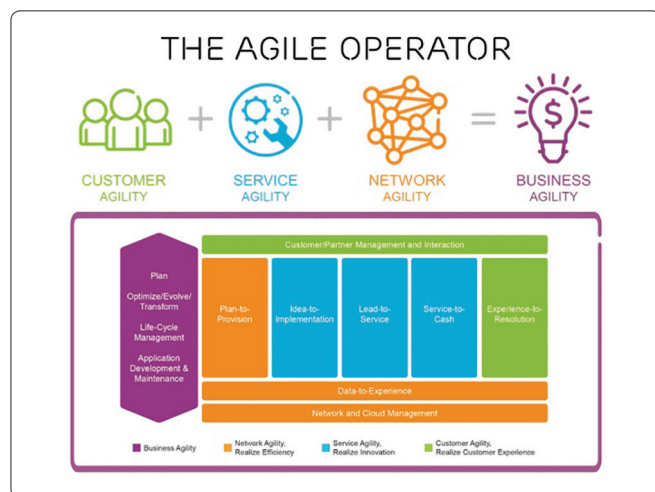 THE AGILE OPERATOR
+ + =
$
CUSTOMER
AGILITY
SERVICE
AGILITY
NETWORK
AGILITY
BUSINESS
AGILITY
Plan
Optimize/Evolve/
Transform
Life-Cycle
Management
Application
Development &
Maintenance
Customer/Partner Management and Interaction
Plan-to-
Provision
Idea-to-
Implementation
Lead-to-
Service
Service-to-
Cash
Experience-to-
Resolution
Data-to-Experience
Network and Cloud Management
Business Agility
Network Agility,
Realize Efficiency
Service Agility,
Realize Innovation
Customer Agility,
Realize Customer Experience